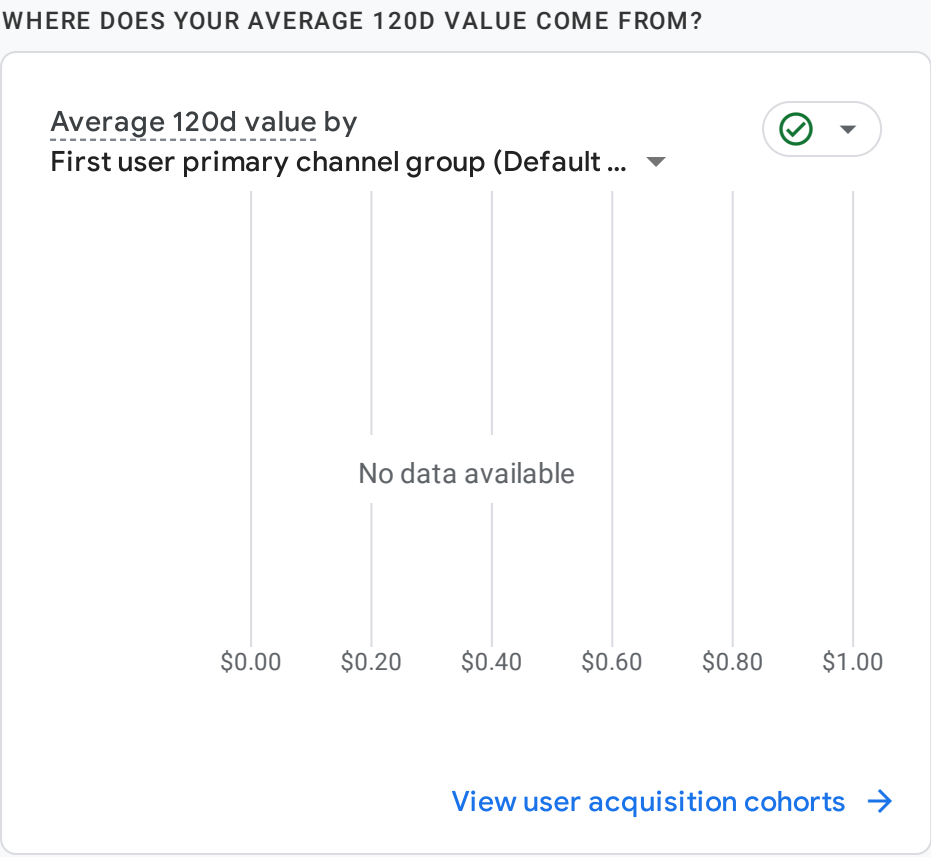 WHERE DOES YOUR AVERAGE 120D VALUE COME FROM?
Average 120d value by
First user primary channel group (Default ...
No data available
$0.00 $0.20 $0.40 $0.60 $0.80 $1.00
View user acquisition cohorts